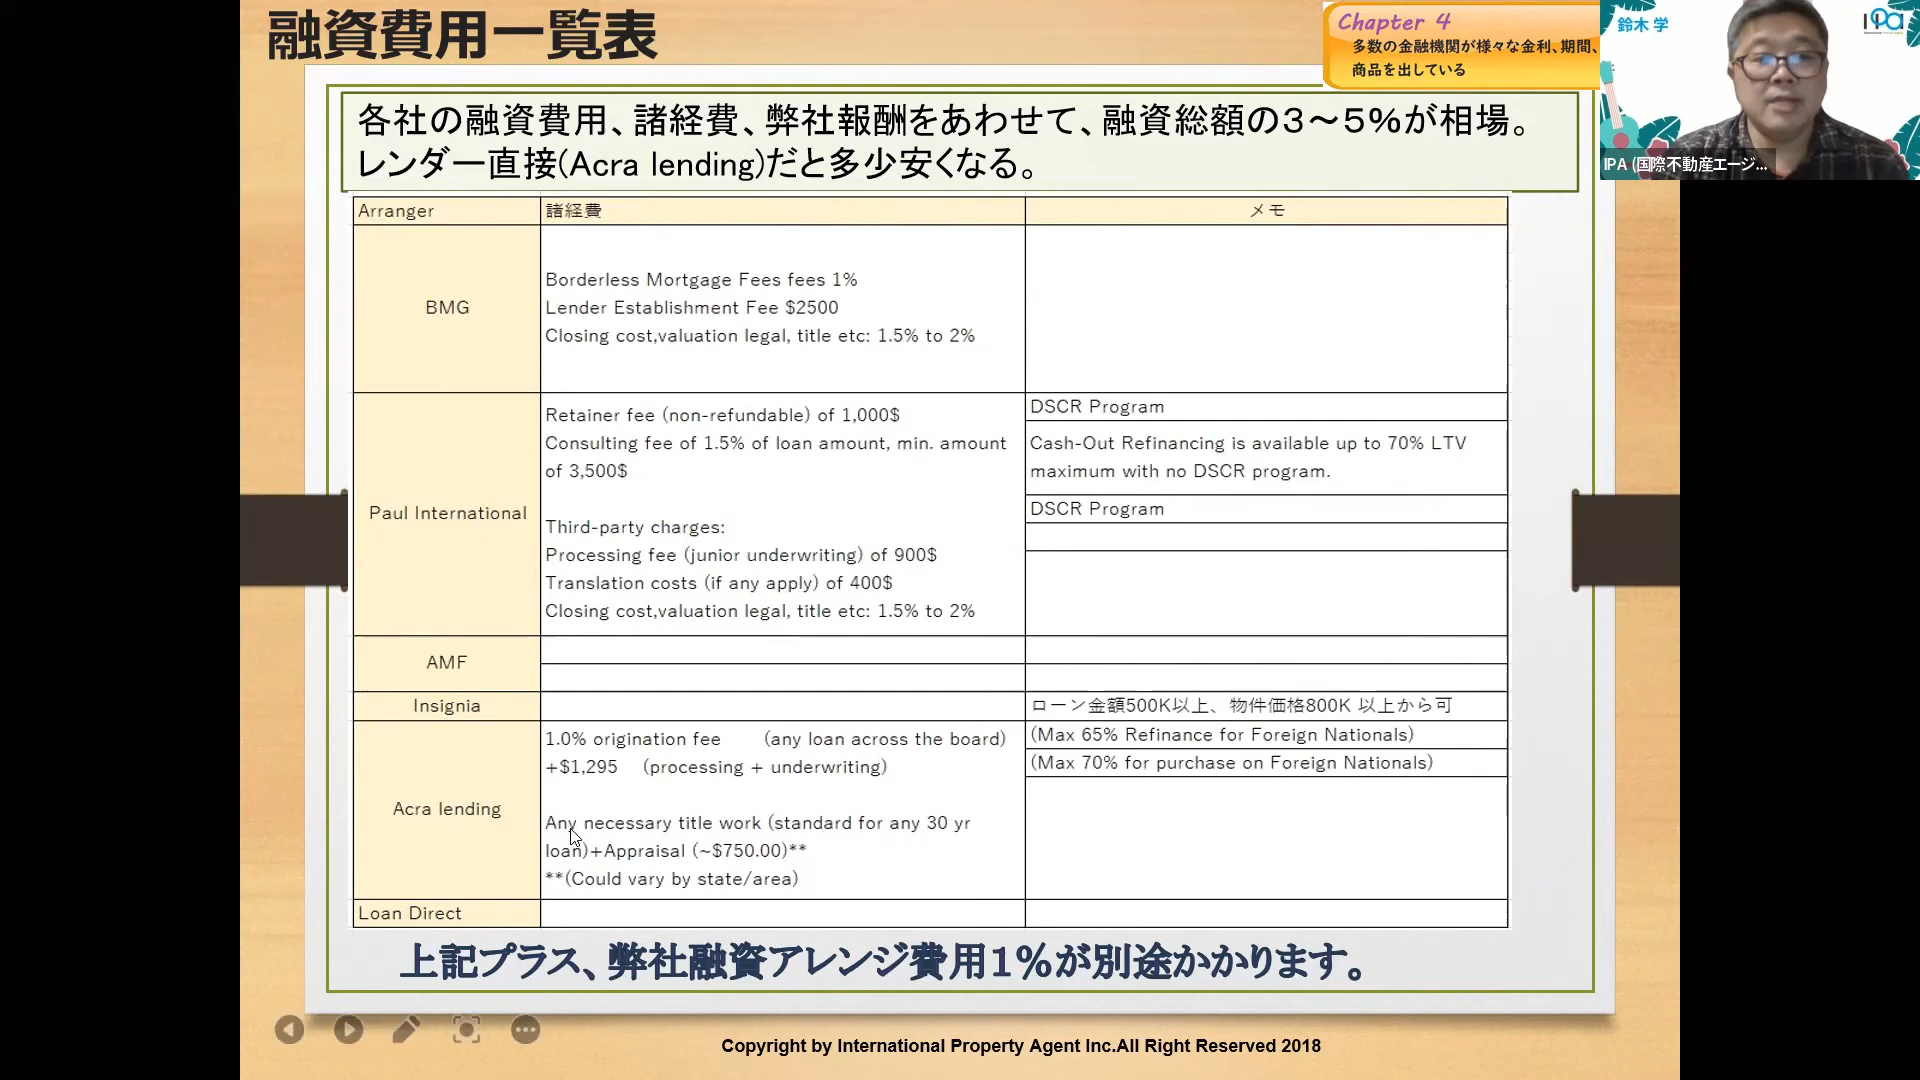 融資費用一覧表
Chapter 4
多数の金融機関が様々な金利、期間、
商品を出している
鈴木 学
IPA
IPA (国際不動産エージ...
各社の融資費用、諸経費、弊社報酬をあわせて、融資総額の３～５％が相場。
レンダー直接(Acra lending)だと多少安くなる。
Arranger
諸経費
メモ
BMG
Borderless Mortgage Fees fees 1%
Lender Establishment Fee $2500
Closing cost,valuation legal, title etc: 1.5% to 2%
Paul International
Retainer fee (non-refundable) of 1,000$
Consulting fee of 1.5% of loan amount, min. amount
of 3,500$
Third-party charges:
Processing fee (junior underwriting) of 900$
Translation costs (if any apply) of 400$
Closing cost,valuation legal, title etc: 1.5% to 2%
DSCR Program
Cash-Out Refinancing is available up to 70% LTV
maximum with no DSCR program.
DSCR Program
AMF
Insignia
ローン金額500K以上、物件価格800K 以上から可
Acra lending
1.0% origination fee (any loan across the board)
+$1,295 (processing + underwriting)
Any necessary title work (standard for any 30 yr
loan)+Appraisal (~$750.00)**
**(Could vary by state/area)
(Max 65% Refinance for Foreign Nationals)
(Max 70% for purchase on Foreign Nationals)
Loan Direct
上記プラス、弊社融資アレンジ費用1％が別途かかります。
Copyright by International Property Agent Inc.All Right Reserved 2018